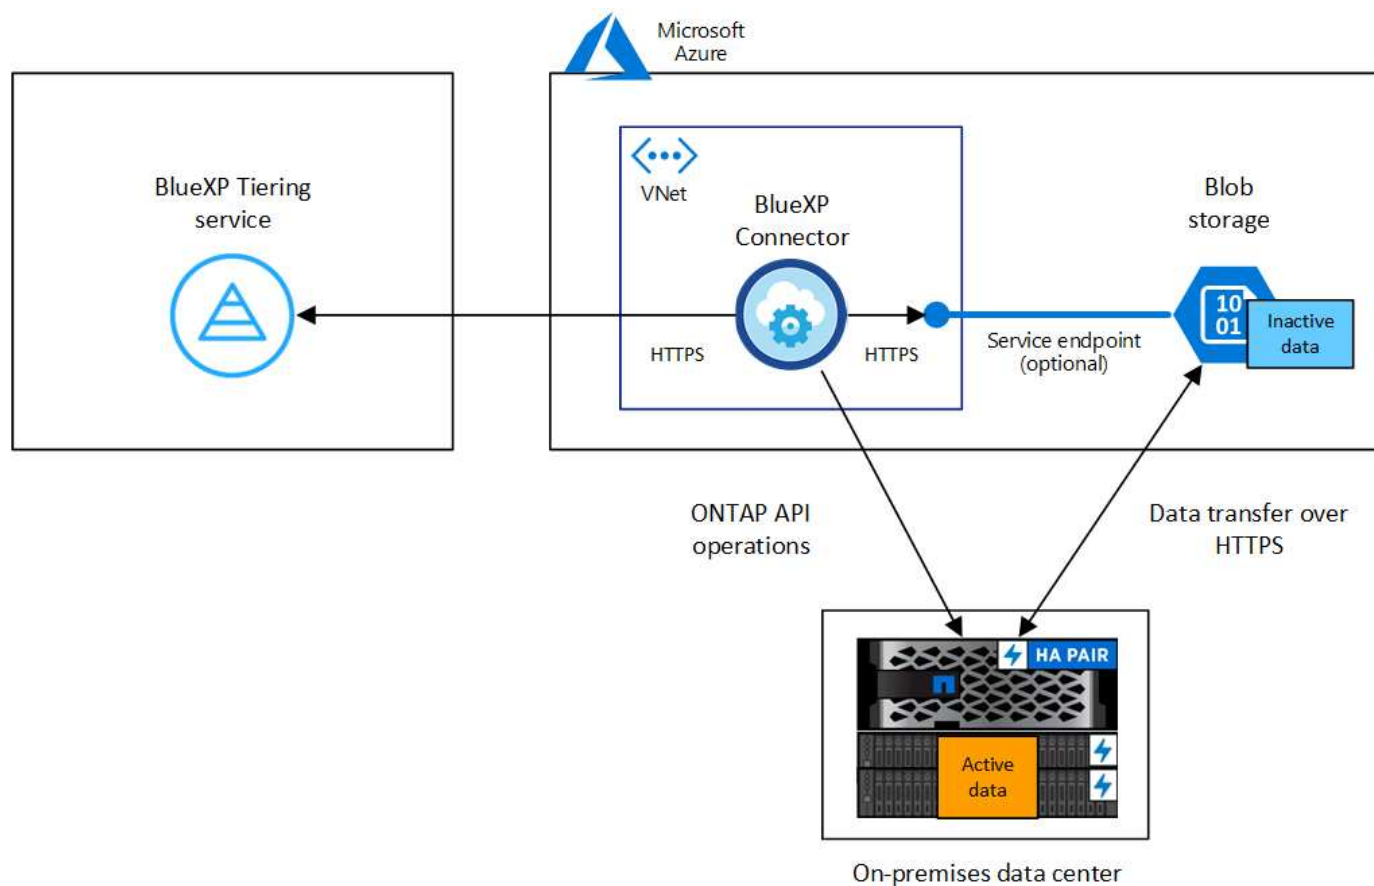 Microsoft
Azure
BlueXP Tiering
service
VNet
BlueXP
Connector
Blob
storage
10
01
Inactive
data
HTTPS
HTTPS
Service endpoint
(optional)
ONTAP API
operations
Data transfer over
HTTPS
HA PAIR
Active
data
On-premises data center